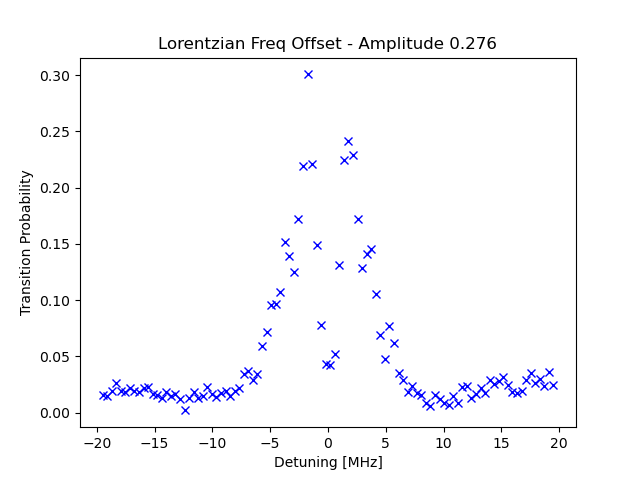 Lorentzian Freq Offset - Amplitude 0.276
Transition Probability
0.30
0.25
0.20
0.15
0.10
0.05
0.00
−20 −15 −10 −5 0 5 10 15 20
Detuning [MHz]